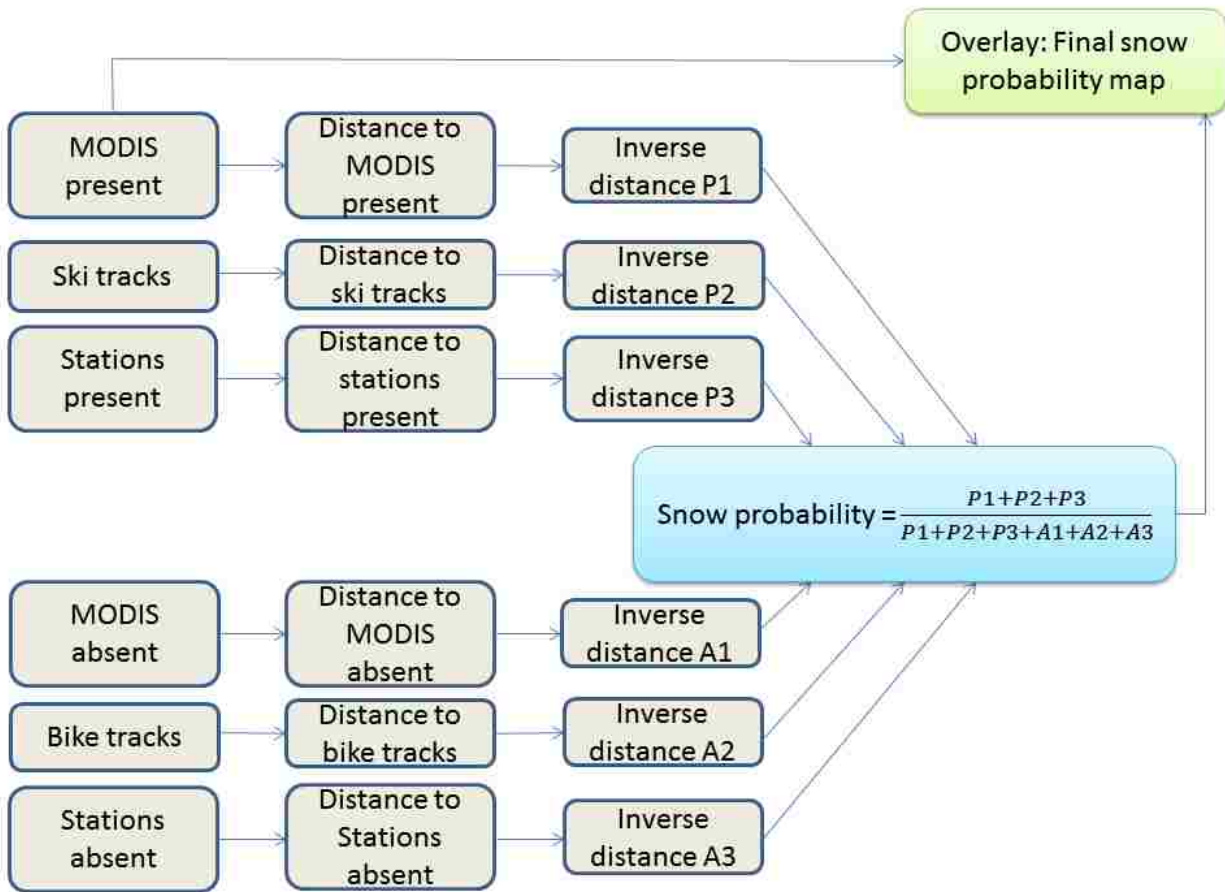 Overlay: Final snow
probability map
MODIS
present
Distance to
MODIS
present
Inverse
distance P1
Ski tracks
Distance to
ski tracks
Inverse
distance P2
Stations
present
Distance to
stations
present
Inverse
distance P3
Snow probability = P1+P2+P3
P1+P2+P3+A1+A2+A3
MODIS
absent
Distance to
MODIS
absent
Inverse
distance A1
Bike tracks
Distance to
bike tracks
Inverse
distance A2
Stations
absent
Distance to
Stations
absent
Inverse
distance A3